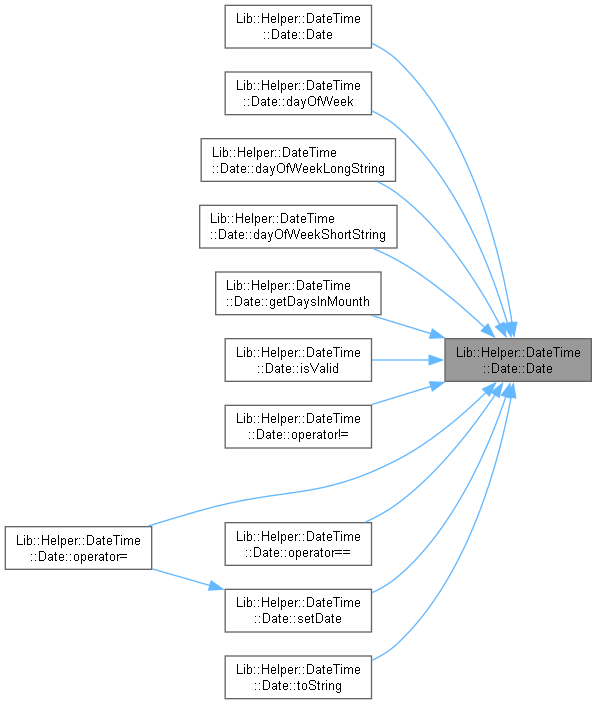 Lib::Helper::DateTime
::Date::Date
Lib::Helper::DateTime
::Date::dayOfWeek
Lib::Helper::DateTime
::Date::dayOfWeekLongString
Lib::Helper::DateTime
::Date::dayOfWeekShortString
Lib::Helper::DateTime
::Date::getDaysInMounth
Lib::Helper::DateTime
::Date::Date
Lib::Helper::DateTime
::Date::isValid
Lib::Helper::DateTime
::Date::operator!=
Lib::Helper::DateTime
::Date::operator=
Lib::Helper::DateTime
::Date::operator==
Lib::Helper::DateTime
::Date::setDate
Lib::Helper::DateTime
::Date::toString